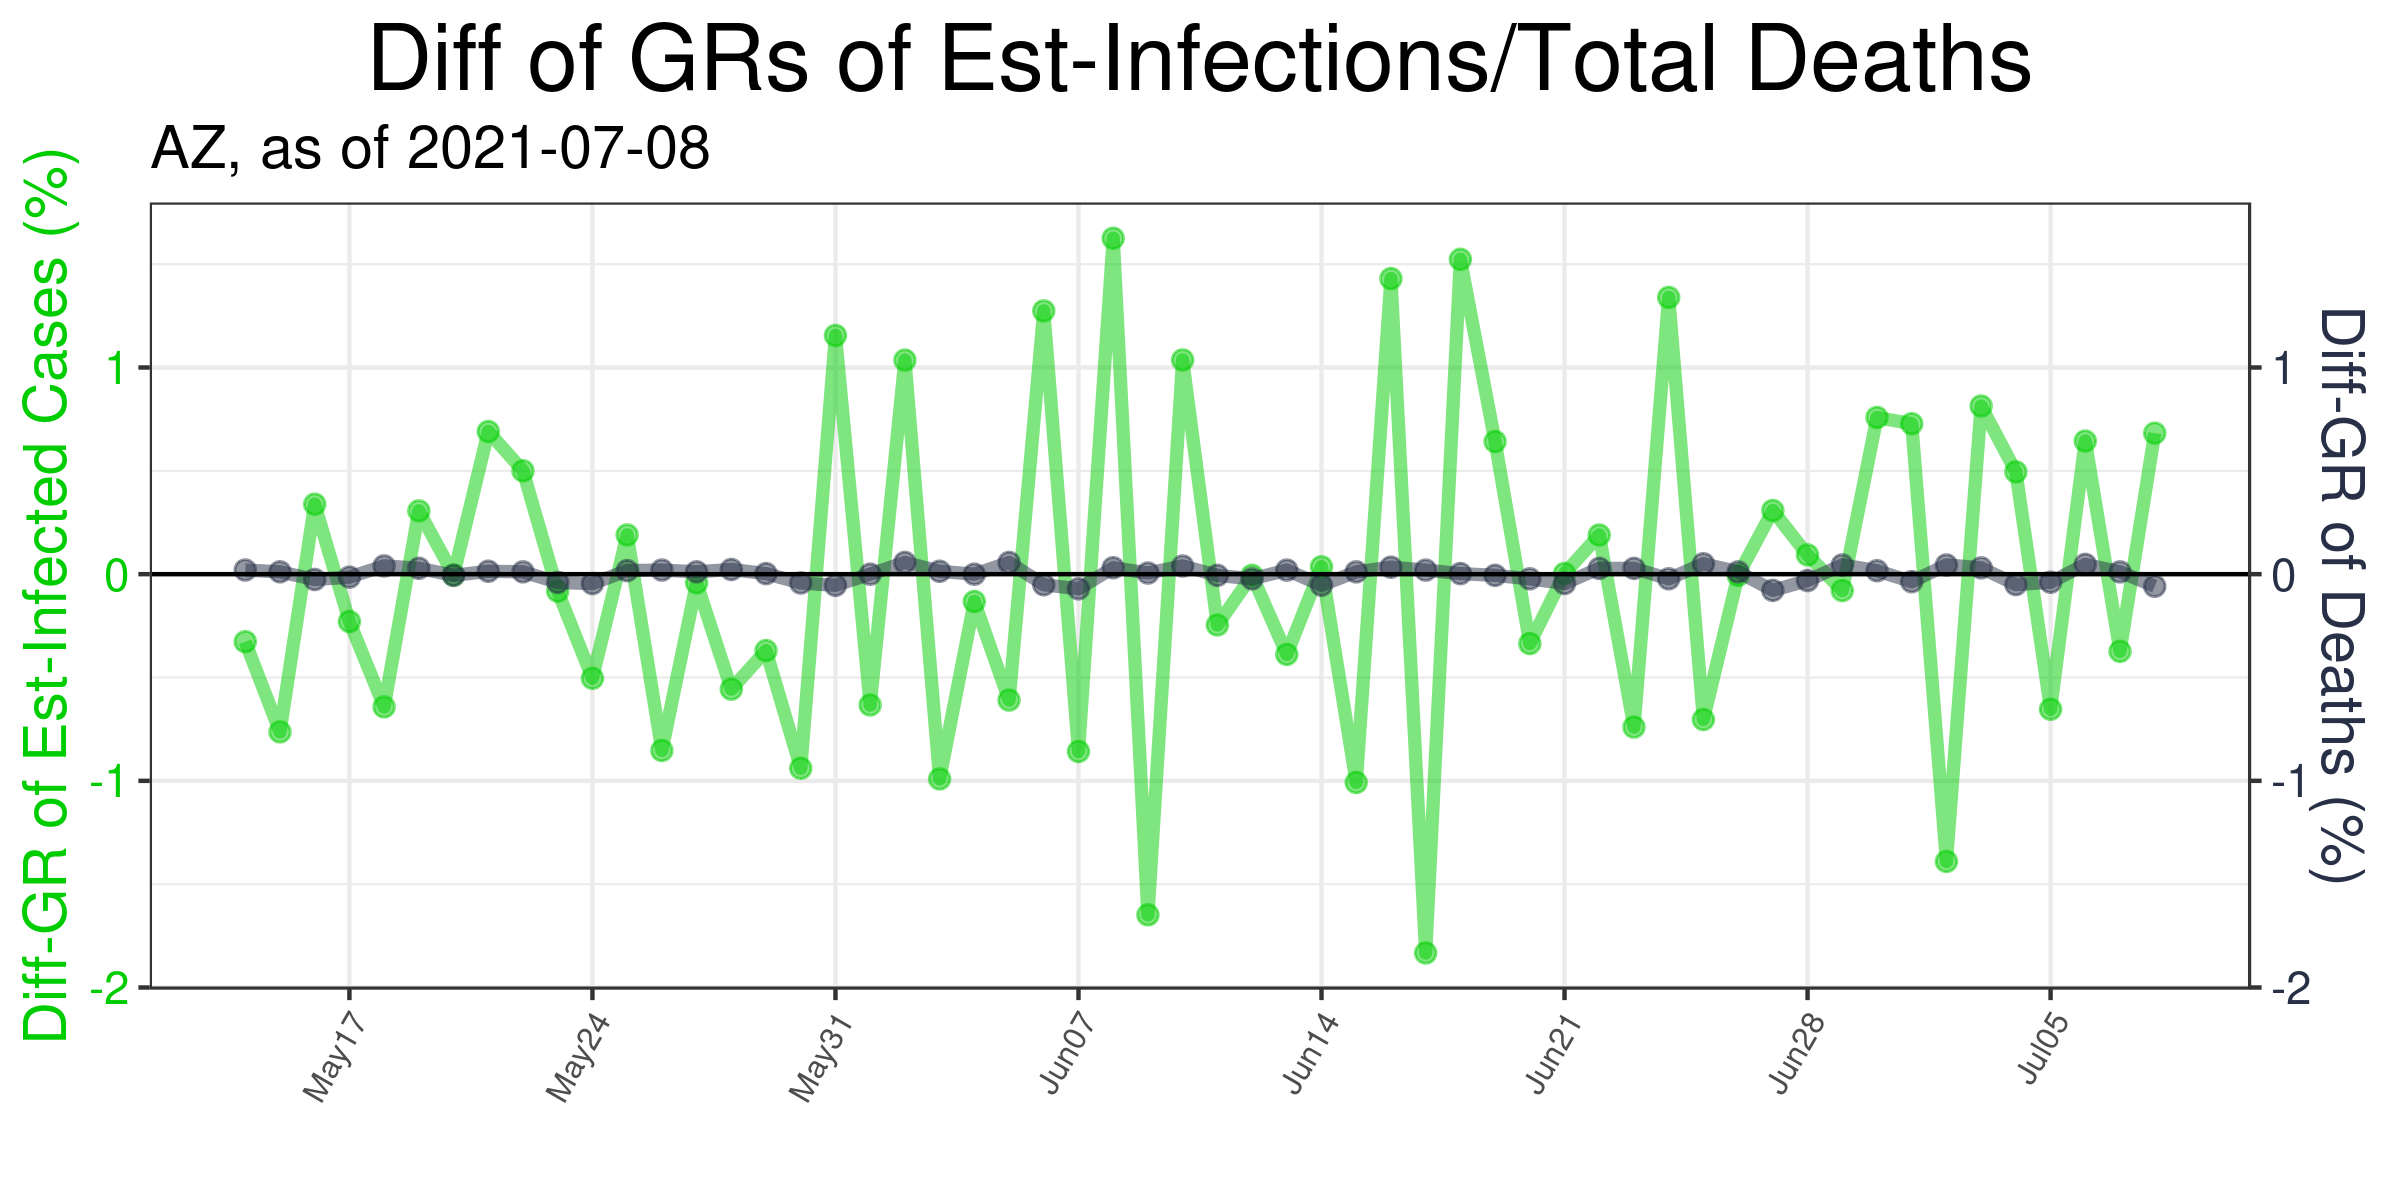 Diff of GRs of Est-Infections/Total Deaths
AZ, as of 2021-07-08
Diff-GR of Est-Infected Cases (%)
1
0
-1
-2
1
0
-1
-2
Diff-GR of Deaths (%)
May17
May24
May31
Jun07
Jun14
Jun21
Jun28
Jul05